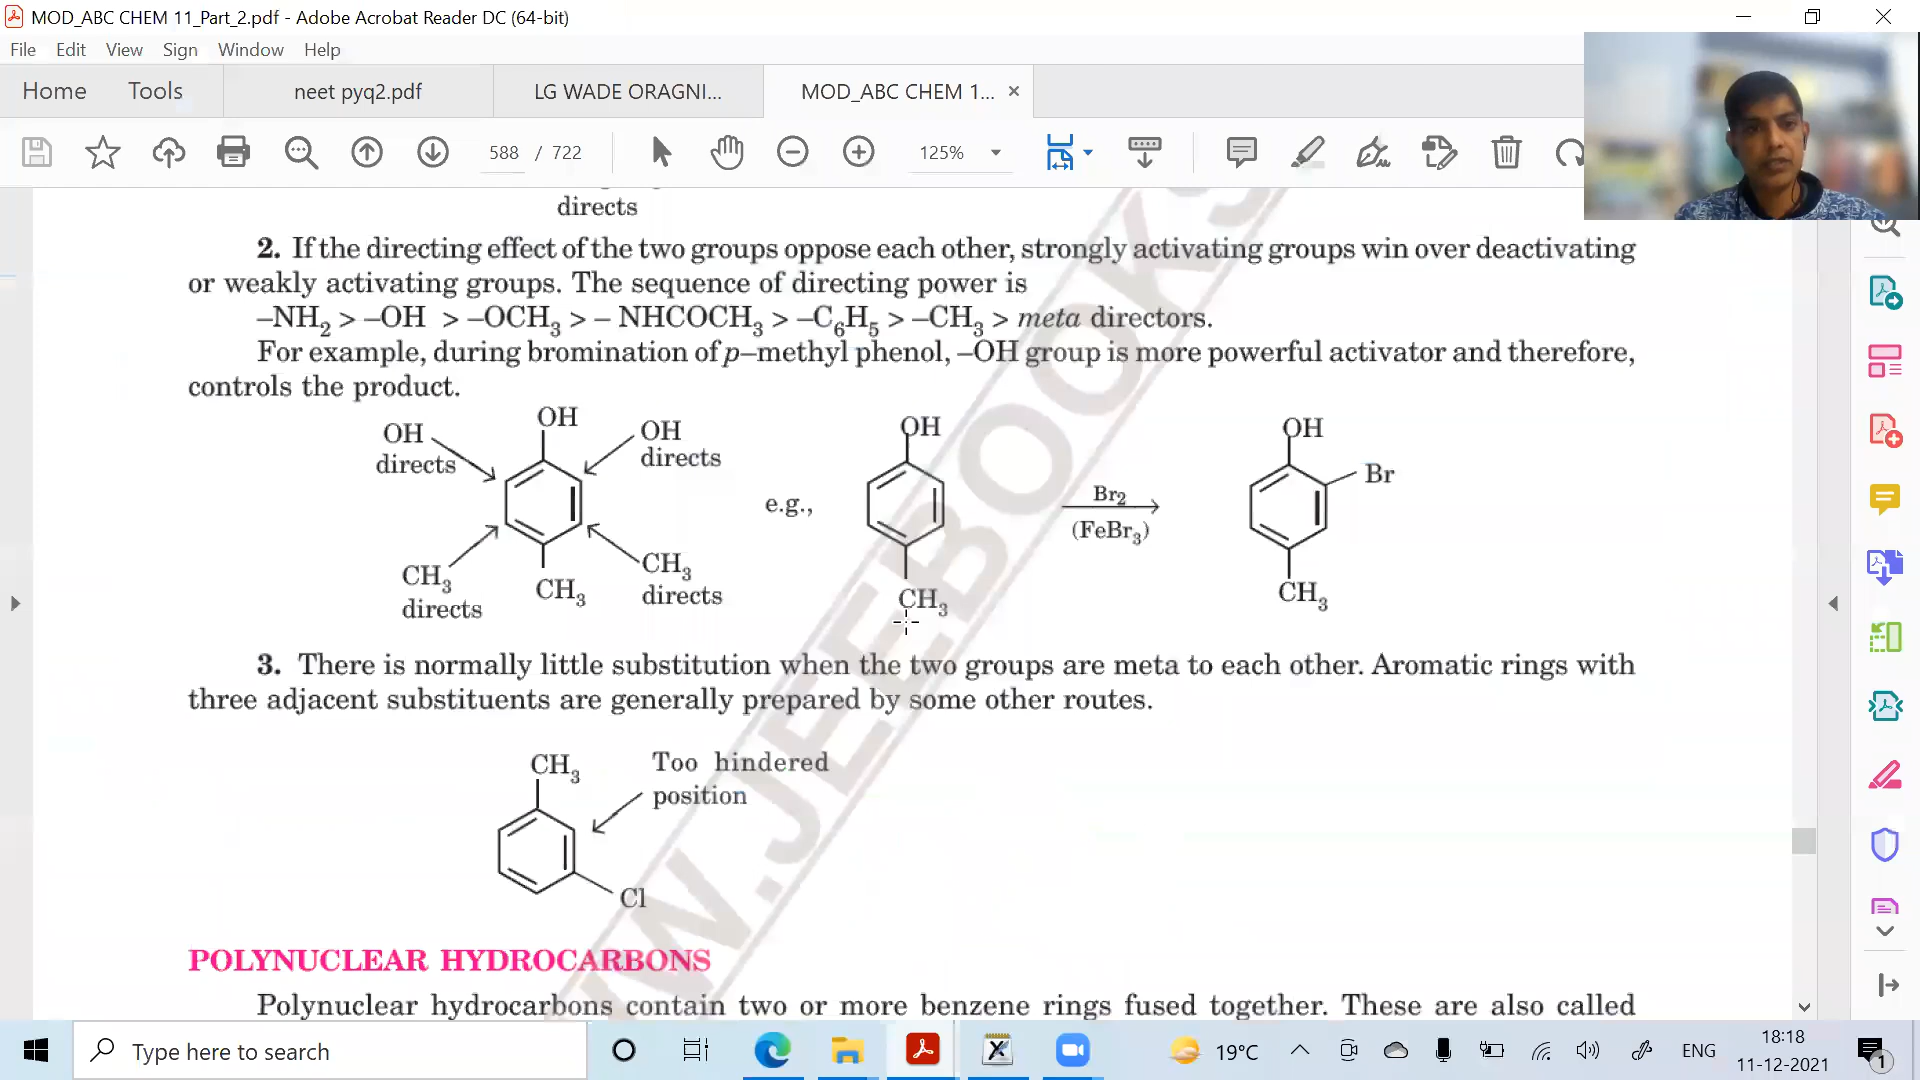 MOD_ABC CHEM 11_Part_2.pdf - Adobe Acrobat Reader DC (64-bit)
File Edit View Sign Window Help
Home Tools neet pyq2.pdf LG WADE ORAGNI... MOD_ABC CHEM 1... ×
588 / 722 125%
directs
2. If the directing effect of the two groups oppose each other, strongly activating groups win over deactivating
or weakly activating groups. The sequence of directing power is
–NH₂ > –OH > –OCH₃ > – NHCOCH₃ > –C₆H₅ > –CH₃ > meta directors.
For example, during bromination of p–methyl phenol, –OH group is more powerful activator and therefore,
controls the product.
OH directs
OH
OH directs
CH₃ directs
CH₃
CH₃ directs
e.g.,
OH
CH₃
Br₂
(FeBr₃)
OH
Br
CH₃
3. There is normally little substitution when the two groups are meta to each other. Aromatic rings with
three adjacent substituents are generally prepared by some other routes.
CH₃
Too hindered
position
Cl
POLYNUCLEAR HYDROCARBONS
Polynuclear hydrocarbons contain two or more benzene rings fused together. These are also called
W.JEEBOOKS
Type here to search
19°C
ENG
18:18
11-12-2021
1